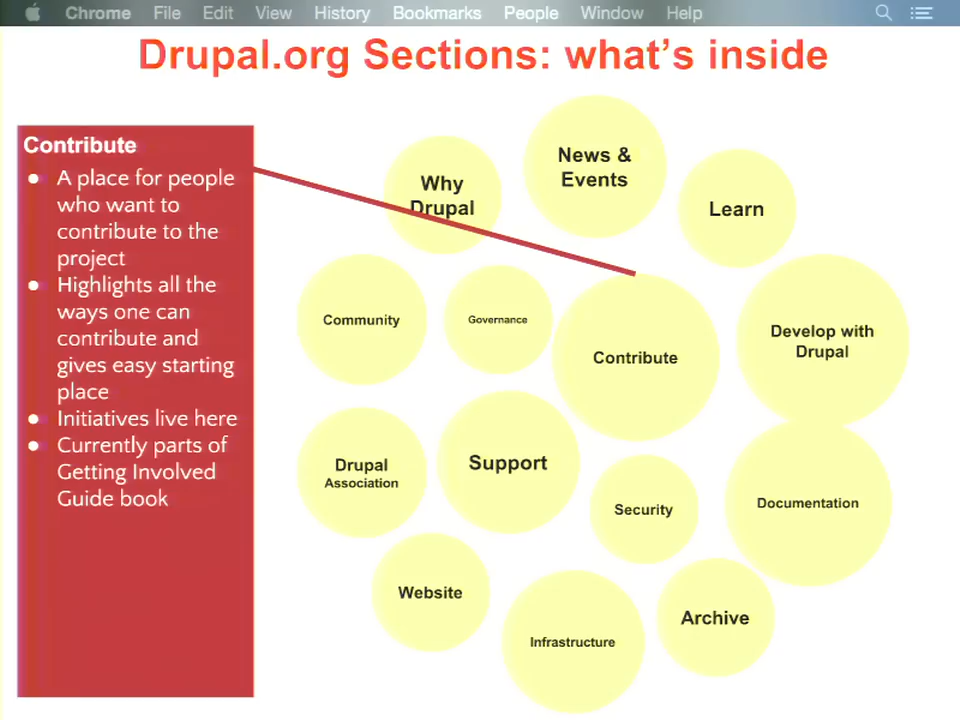 Chrome File Edit View History Bookmarks People Window Help
Drupal.org Sections: what's inside
Contribute
● A place for people
who want to
contribute to the
project
● Highlights all the
ways one can
contribute and
gives easy starting
place
● Initiatives live here
● Currently parts of
Getting Involved
Guide book
News &
Events
Why
Drupal
Learn
Community
Governance
Contribute
Develop with
Drupal
Drupal
Association
Support
Security
Documentation
Website
Infrastructure
Archive